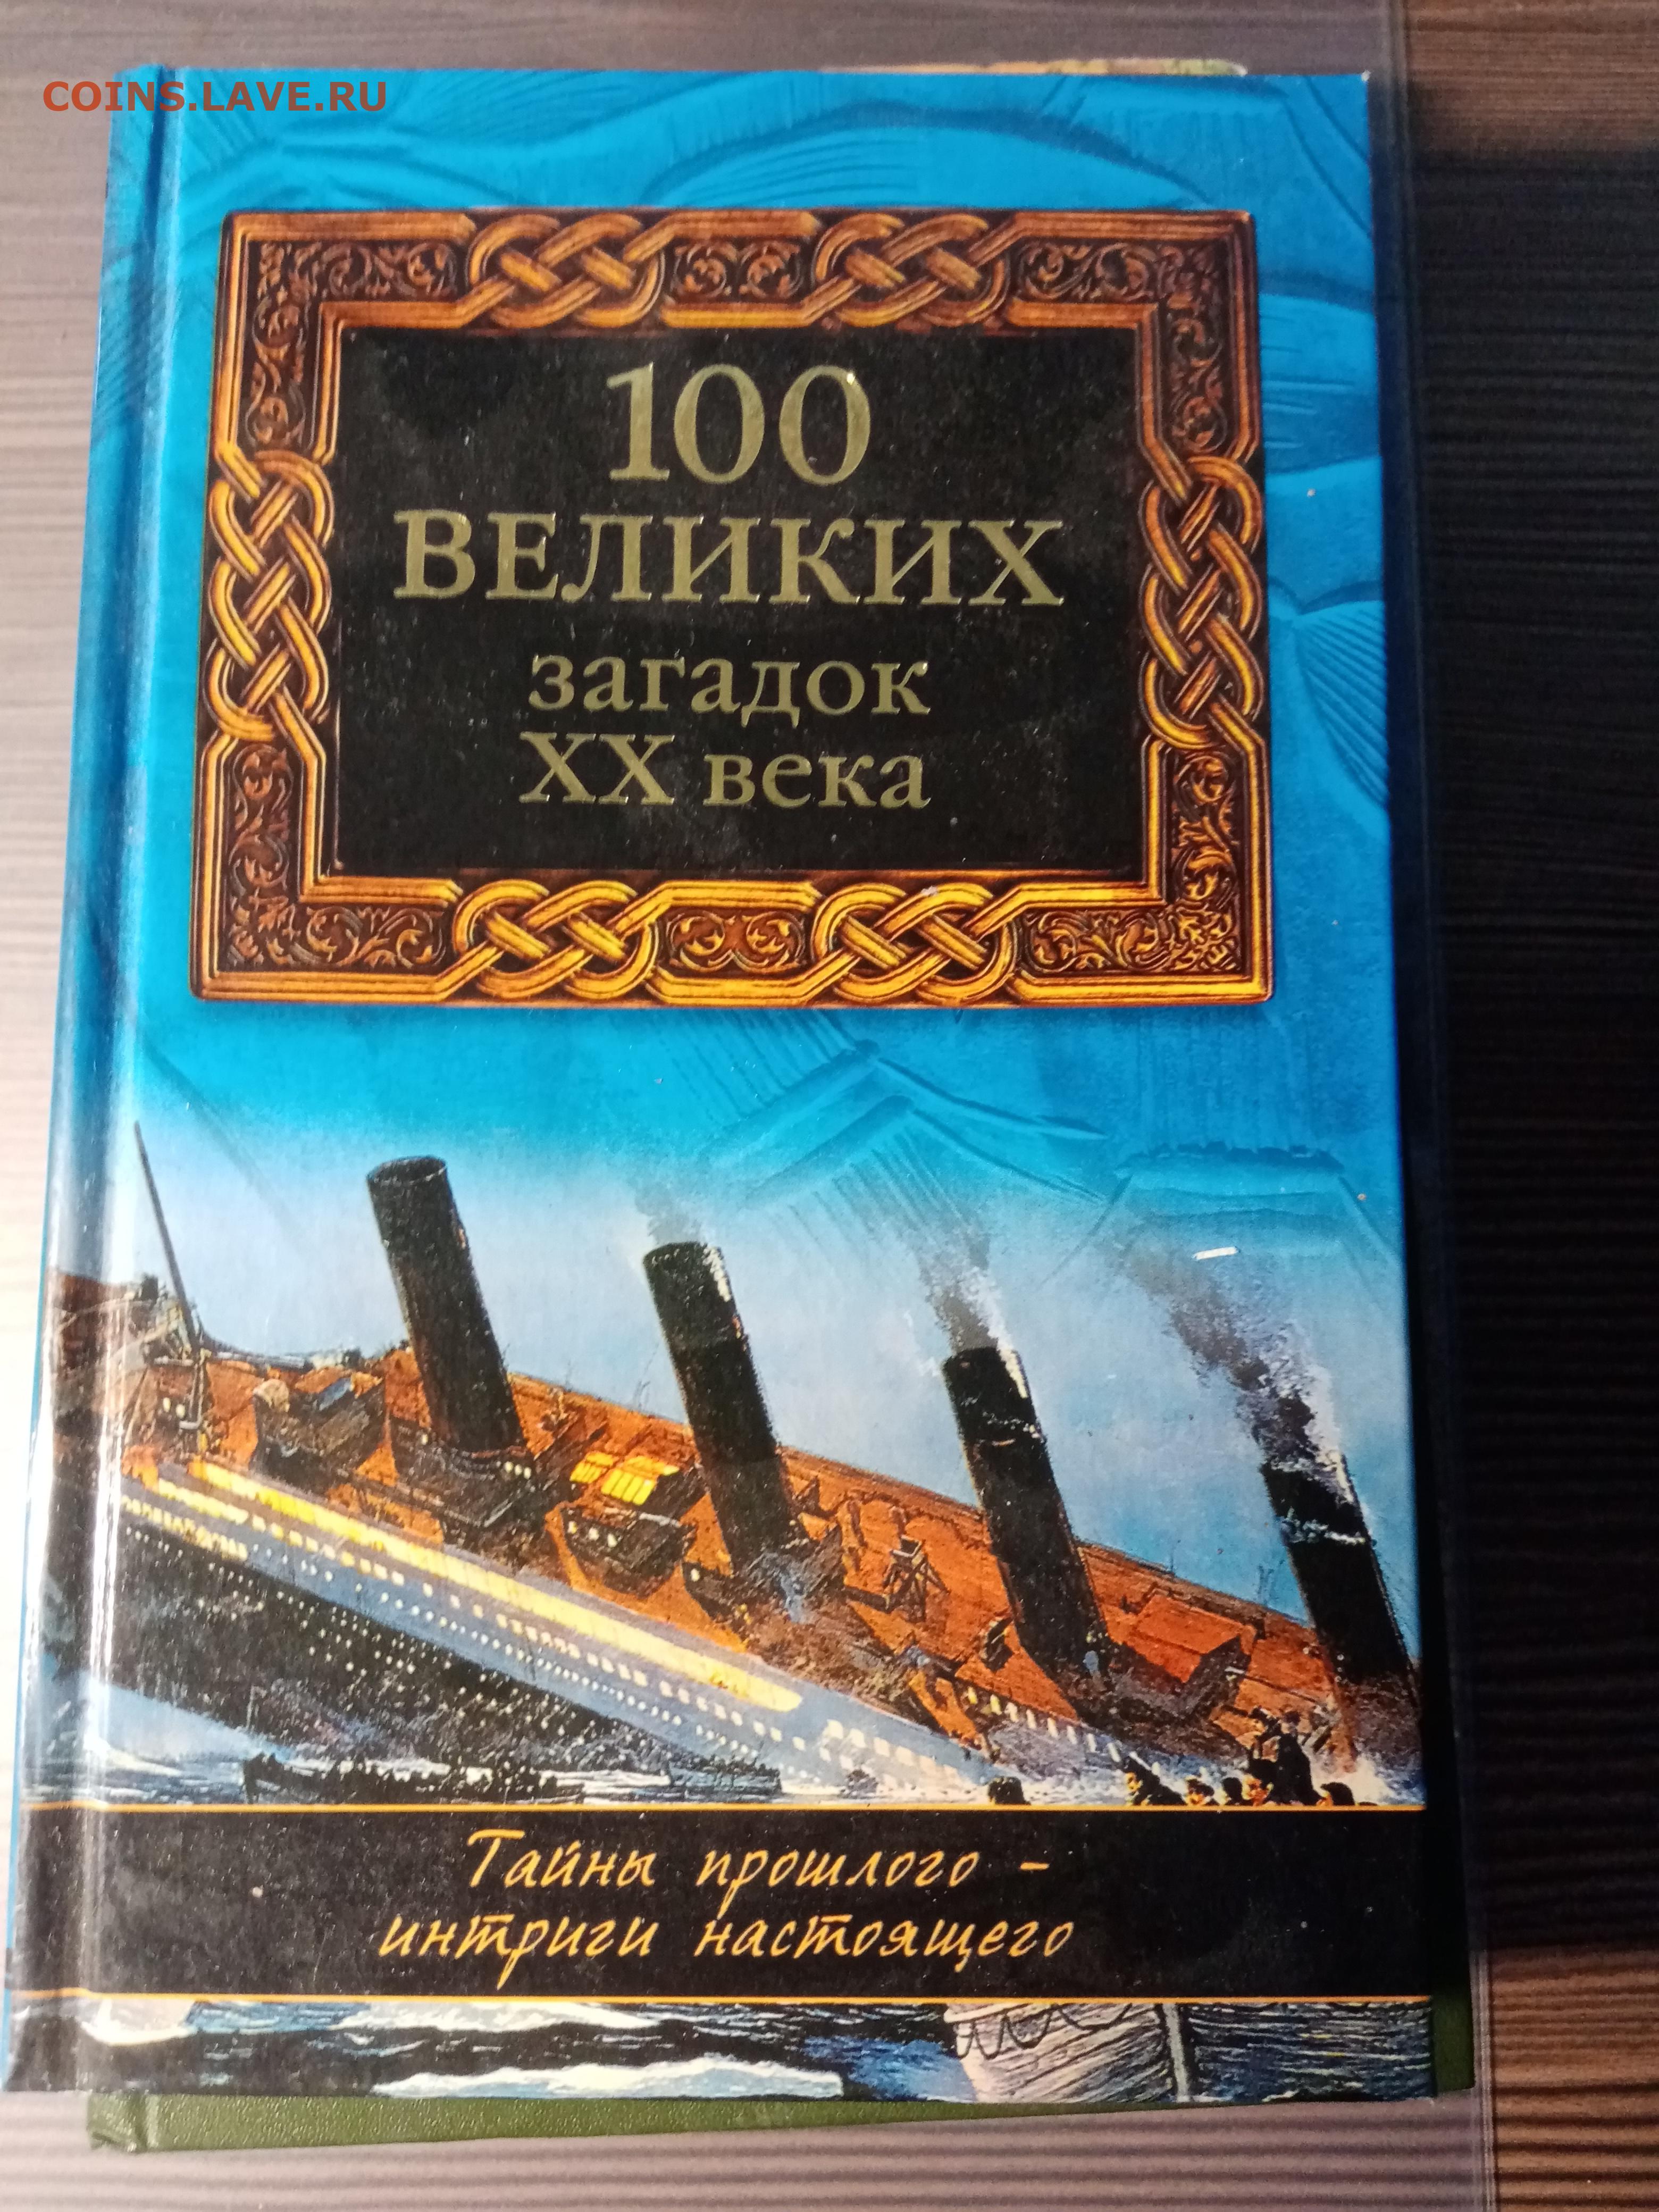 COINS.LAVE.RU
100
ВЕЛИКИХ
загадок
XX века
Тайны прошлого -
интриги настоящего